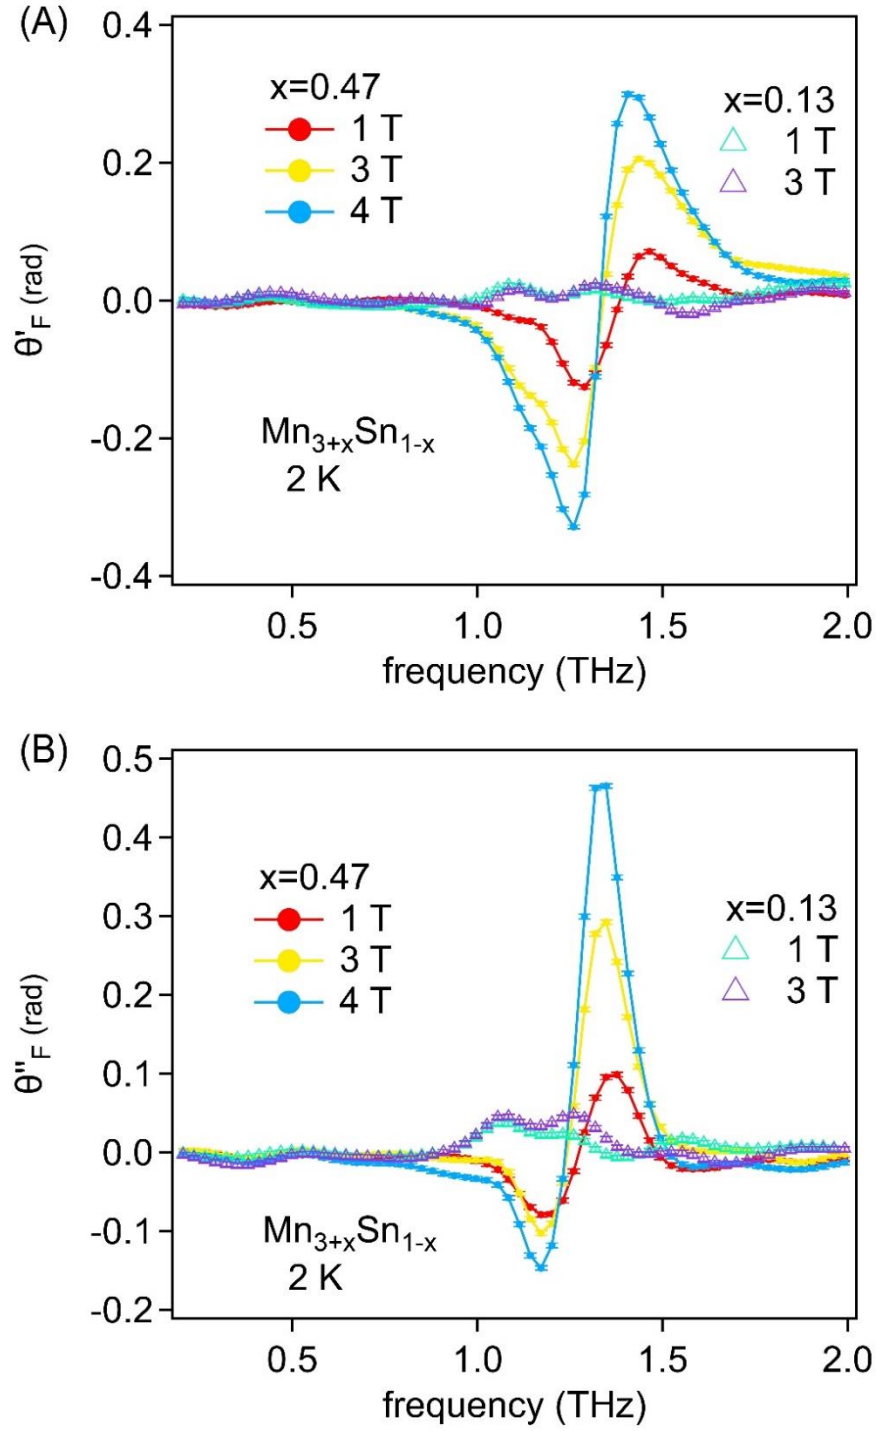 (A)
0.4
0.2
0.0
-0.2
-0.4
θ'F (rad)
x=0.47
1 T
3 T
4 T
x=0.13
1 T
3 T
Mn3+xSn1-x
2 K
0.5 1.0 1.5 2.0
frequency (THz)
(B)
0.5
0.4
0.3
0.2
0.1
0.0
-0.1
-0.2
θ"F (rad)
x=0.47
1 T
3 T
4 T
x=0.13
1 T
3 T
Mn3+xSn1-x
2 K
0.5 1.0 1.5 2.0
frequency (THz)